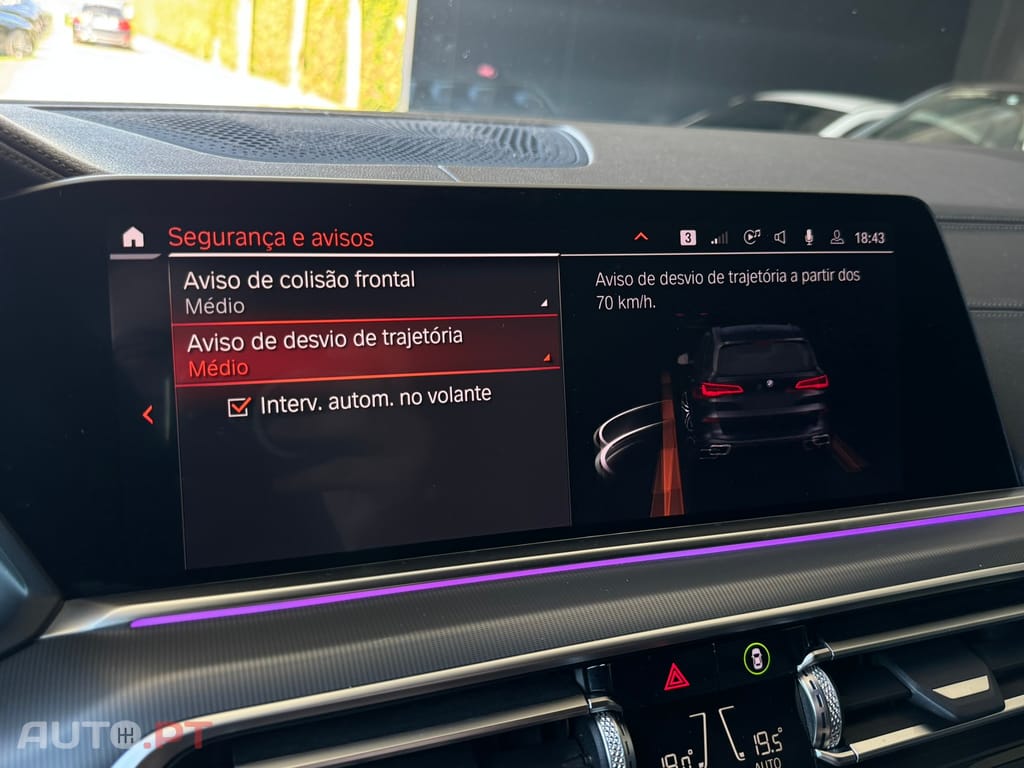 Segurança e avisos
3
18:43
Aviso de colisão frontal
Médio
Aviso de desvio de trajetória
Médio
Interv. autom. no volante
Aviso de desvio de trajetória a partir dos
70 km/h.
19.5°
AUTO
AUTO.PT